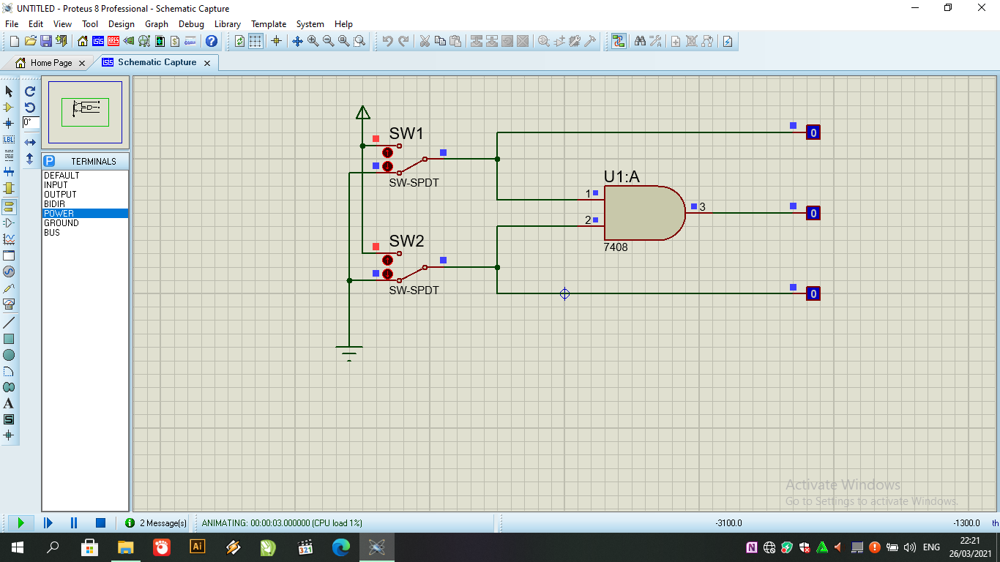 UNTITLED - Proteus 8 Professional - Schematic Capture
File Edit View Tool Design Graph Debug Library Template System Help
Home Page Schematic Capture
LBL
0°
P TERMINALS
DEFAULT
INPUT
OUTPUT
BIDIR
POWER
GROUND
BUS
A
S
SW1
SW-SPDT
SW2
SW-SPDT
U1:A
1
2
3
7408
0
0
0
Activate Windows
Go to Settings to activate Windows.
2 Message(s) ANIMATING: 00:00:03.000000 (CPU load 1%) -3100.0 -1300.0 th
Ai 321 N ENG 22:21
26/03/2021